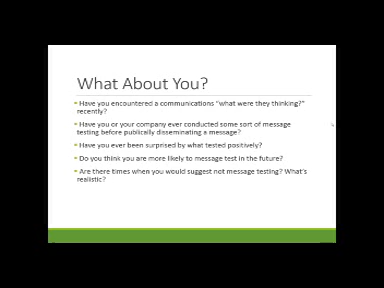 What About You?
• Have you encountered a communications "what were they thinking?"
recently?
• Have you or your company ever conducted some sort of message
testing before publically disseminating a message?
• Have you ever been surprised by what tested positively?
• Do you think you are more likely to message test in the future?
• Are there times when you would suggest not message testing? What's
realistic?